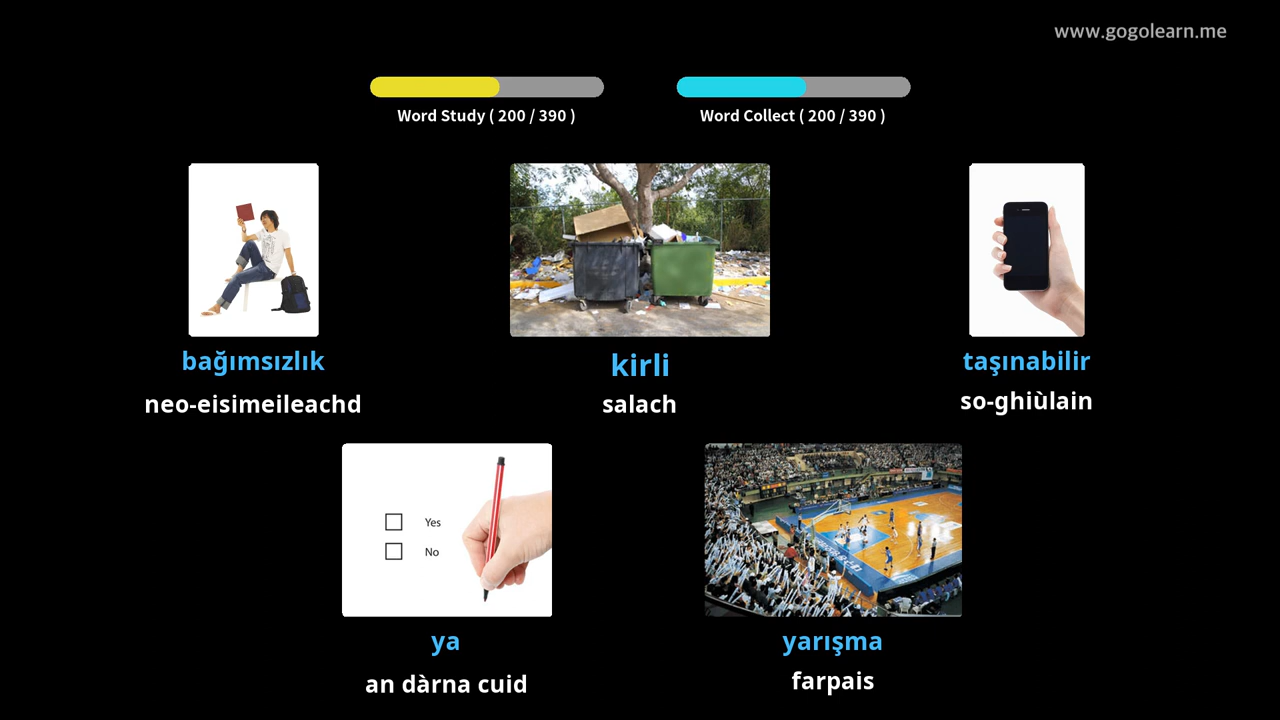 www.gogolearn.me
Word Study ( 200 / 390 )
Word Collect ( 200 / 390 )
bağımsızlık
neo-eisimeileachd
kirli
salach
taşınabilir
so-ghiùlain
Yes
No
ya
an dàrna cuid
yarışma
farpais